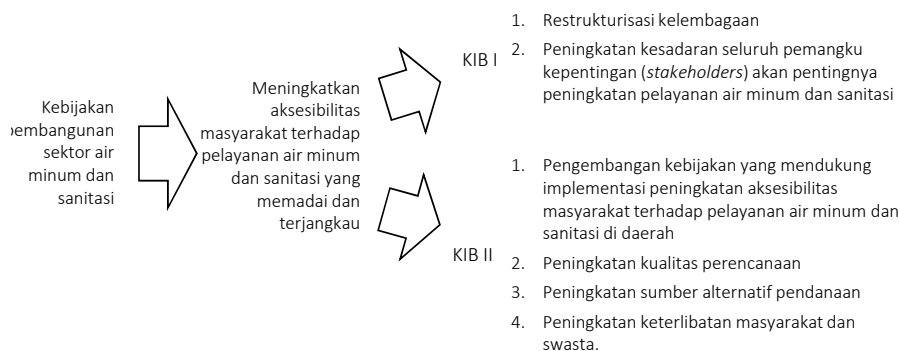 Kebijakan
pembangunan
sektor air
minum dan
sanitasi
Meningkatkan
aksesibilitas
masyarakat terhadap
pelayanan air minum
dan sanitasi yang
memadai dan
terjangkau
KIB I
1. Restrukturisasi kelembagaan
2. Peningkatan kesadaran seluruh pemangku
kepentingan (stakeholders) akan pentingnya
peningkatan pelayanan air minum dan sanitasi
KIB II
1. Pengembangan kebijakan yang mendukung
implementasi peningkatan aksesibilitas
masyarakat terhadap pelayanan air minum dan
sanitasi di daerah
2. Peningkatan kualitas perencanaan
3. Peningkatan sumber alternatif pendanaan
4. Peningkatan keterlibatan masyarakat dan
swasta.